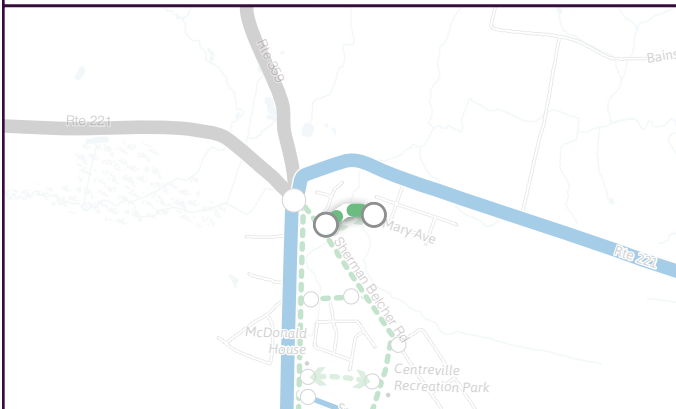 Rte 359
Bains
Rte 221
Mary Ave
Sherman Belcher Rd
Rte 221
McDonald
House
Centreville
Recreation Park